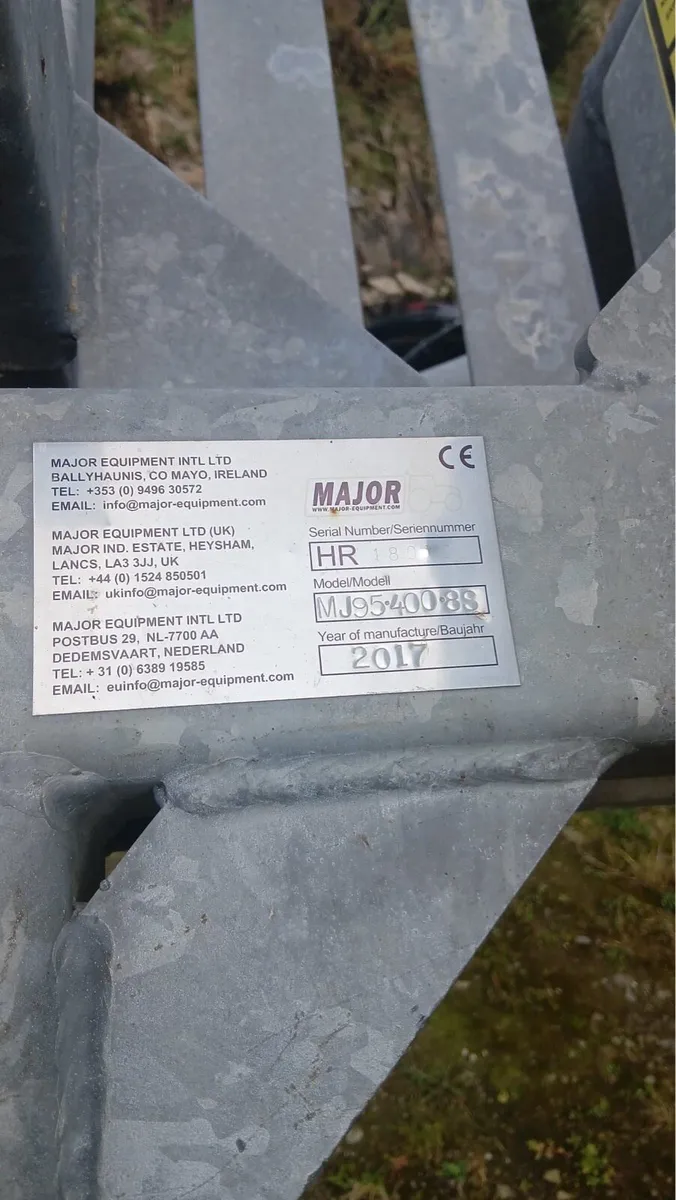 MAJOR EQUIPMENT INTL LTD
BALLYHAUNIS, CO MAYO, IRELAND
TEL: +353 (0) 9496 30572
EMAIL: info@major-equipment.com
MAJOR EQUIPMENT LTD (UK)
MAJOR IND. ESTATE, HEYSHAM,
LANCS, LA3 3JJ, UK
TEL: +44 (0) 1524 850501
EMAIL: ukinfo@major-equipment.com
MAJOR EQUIPMENT INTL LTD
POSTBUS 29, NL-7700 AA
DEDEMSVAART, NEDERLAND
TEL: + 31 (0) 6389 19585
EMAIL: euinfo@major-equipment.com
CE
MAJOR
WWW.MAJOR-EQUIPMENT.COM
Serial Number/Seriennummer
HR
Model/Modell
MJ95·400·8S
Year of manufacture/Baujahr
2017